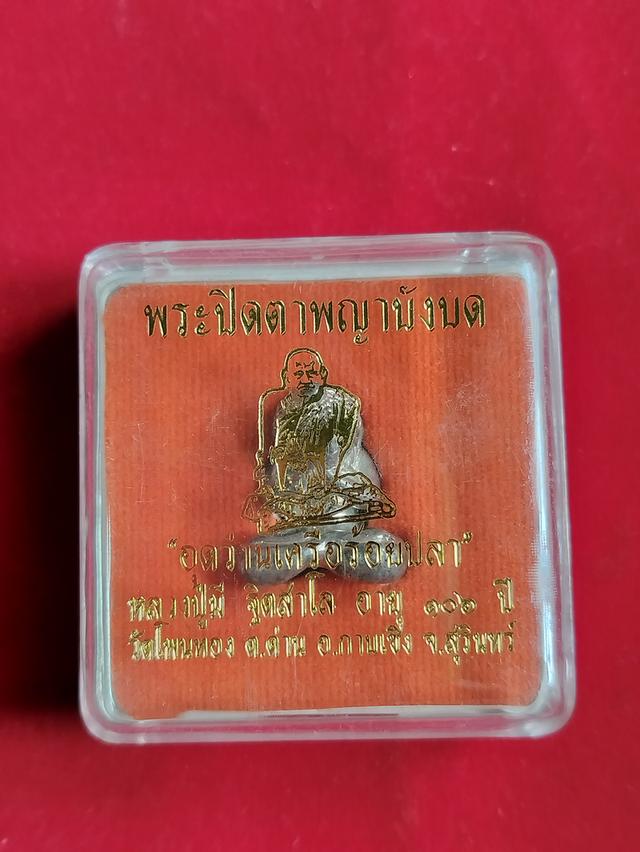 พระปิดตาพญาบังบด
"อุดว่านเครือร้อยปลา"
หลวงปู่มี ฐิตสาโล อายุ ๑๐๖ ปี
วัดโพนทอง ต.ด่าน อ.กาบเชิง จ.สุรินทร์